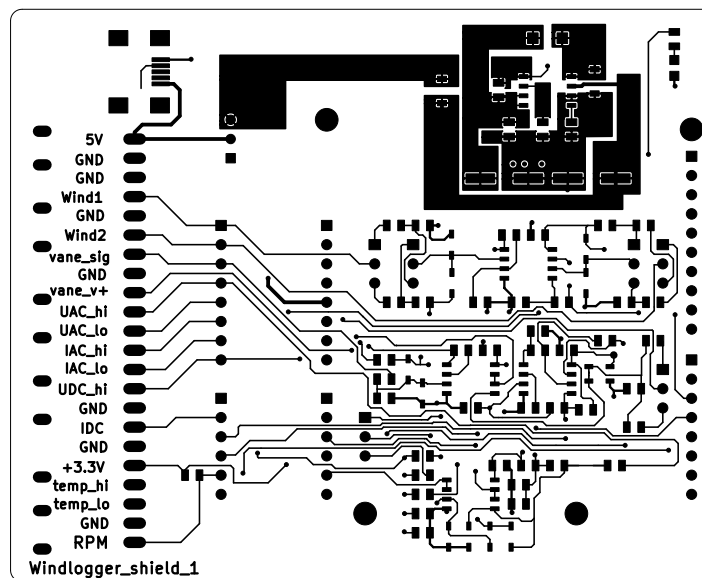 5V
GND
GND
Wind1
GND
Wind2
vane_sig
GND
vane_v+
UAC_hi
UAC_lo
IAC_hi
IAC_lo
UDC_hi
GND
IDC
GND
+3.3V
temp_hi
temp_lo
GND
RPM
Windlogger_shield_1